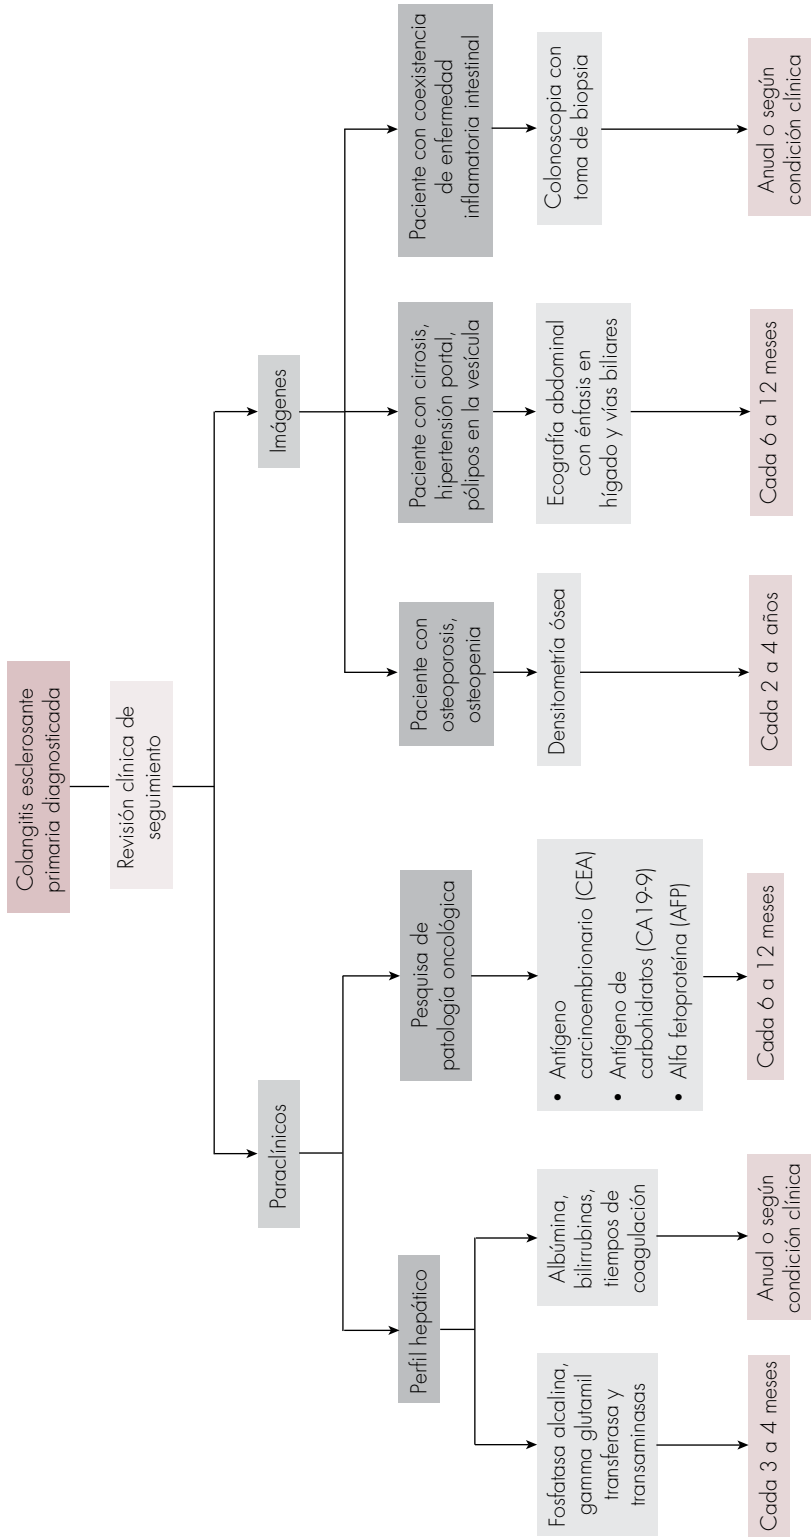 Colangitis esclerosante
primaria diagnosticada
Revisión clínica de
seguimiento
Paraclínicos
Imágenes
Perfil hepático
Pesquisa de
patología oncológica
Paciente con
osteoporosis,
osteopenia
Paciente con cirrosis,
hipertensión portal,
pólipos en la vesícula
Paciente con coexistencia
de enfermedad
inflamatoria intestinal
Fosfatasa alcalina,
gamma glutamil
transferasa y
transaminasas
Albúmina,
bilirrubinas,
tiempos de
coagulación
• Antígeno
carcinoembrionario (CEA)
• Antígeno de
carbohidratos (CA19-9)
• Alfa fetoproteína (AFP)
Densitometría ósea
Ecografía abdominal
con énfasis en
hígado y vías biliares
Colonoscopia con
toma de biopsia
Cada 3 a 4 meses
Anual o según
condición clínica
Cada 6 a 12 meses
Cada 2 a 4 años
Cada 6 a 12 meses
Anual o según
condición clínica